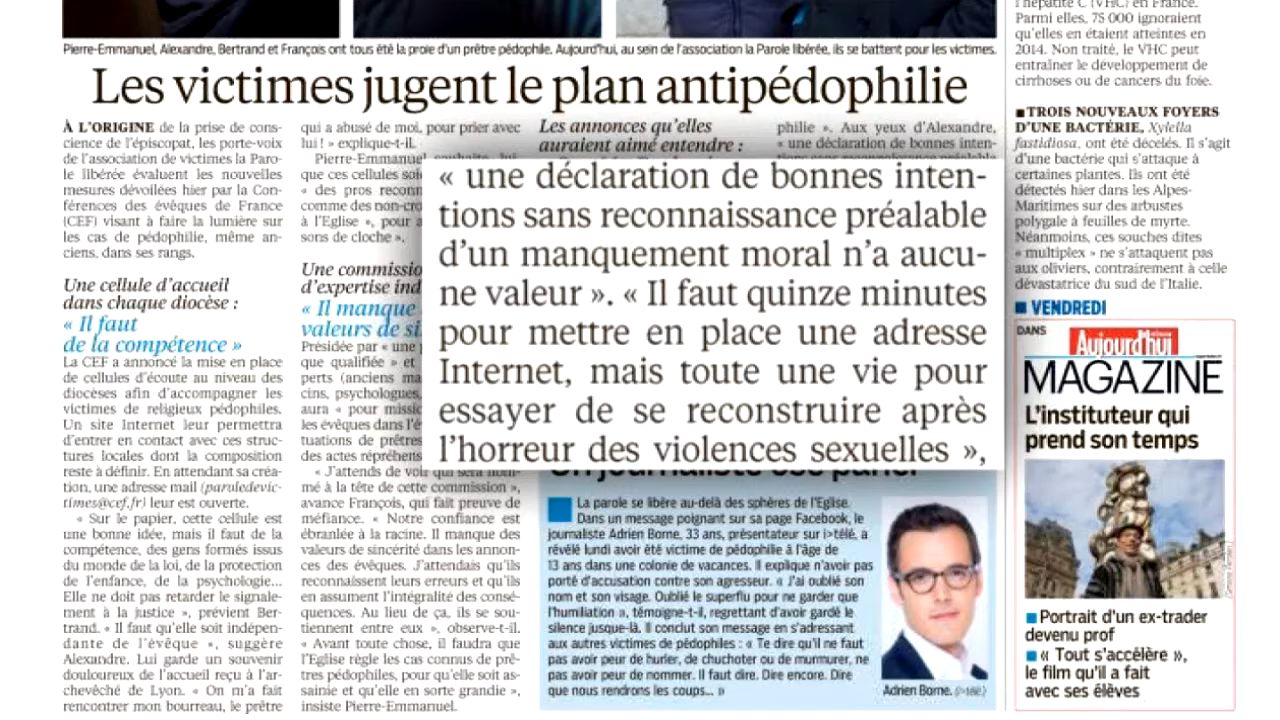 Pierre-Emmanuel, Alexandre, Bertrand et François ont tous été la proie d'un prêtre pédophile. Aujourd'hui, au sein de l'association la Parole libérée, ils se battent pour les victimes.
Les victimes jugent le plan antipédophilie
À L'ORIGINE de la prise de cons-
cience de l'épiscopat, les porte-voix
de l'association de victimes la Paro-
le libérée évaluent les nouvelles
mesures dévoilées hier par la Con-
férences des évêques de France
(CEF) visant à faire la lumière sur
les cas de pédophilie, même an-
ciens, dans ses rangs.
Une cellule d'accueil
dans chaque diocèse :
« Il faut
de la compétence »
La CEF a annoncé la mise en place
de cellules d'écoute au niveau des
diocèses afin d'accompagner les
victimes de religieux pédophiles.
Un site Internet leur permettra
d'entrer en contact avec ces struc-
tures locales dont la composition
reste à définir. En attendant sa créa-
tion, une adresse mail (paroledevic-
times@cef.fr) leur est ouverte.
« Sur le papier, cette cellule est
une bonne idée, mais il faut de la
compétence, des gens formés issus
du monde de la loi, de la protection
de l'enfance, de la psychologie...
Elle ne doit pas retarder le signale-
ment à la justice », prévient Ber-
trand. « Il faut qu'elle soit indépen-
dante de l'évêque », suggère
Alexandre. Lui garde un souvenir
douloureux de l'accueil reçu à l'ar-
chevêché de Lyon. « On m'a fait
rencontrer mon bourreau, le prêtre
qui a abusé de moi, pour prier avec
lui ! » explique-t-il.
Pierre-Emmanuel souhaite, lui,
que ces cellules soi
« des pros reconn
comme des non-cro
à l'Eglise », pour a
sons de cloche ».
Une commissio
d'expertise ind
« Il manque
valeurs de si
Présidée par « une
que qualifiée » et
perts (anciens ma
cins, psychologues,
aura « pour missi
les évêques dans l'é
tuations de prêtres
des actes répréhens
« J'attends de voir qui sera nom-
mé à la tête de cette commission »,
avance François, qui fait preuve de
méfiance. « Notre confiance est
ébranlée à la racine. Il manque des
valeurs de sincérité dans les annon-
ces des évêques. J'attendais qu'ils
reconnaissent leurs erreurs et qu'ils
en assument l'intégralité des consé-
quences. Au lieu de ça, ils se sou-
tiennent entre eux », observe-t-il.
« Avant toute chose, il faudra que
l'Eglise règle les cas connus de prê-
tres pédophiles, pour qu'elle soit as-
sainie et qu'elle en sorte grandie »,
insiste Pierre-Emmanuel.
Les annonces qu'elles
auraient aimé entendre :
philie ». Aux yeux d'Alexandre,
« une déclaration de bonnes inten-
« une déclaration de bonnes inten-
tions sans reconnaissance préalable
d'un manquement moral n'a aucu-
ne valeur ». « Il faut quinze minutes
pour mettre en place une adresse
Internet, mais toute une vie pour
essayer de se reconstruire après
l'horreur des violences sexuelles »,
Un journaliste ose parler
La parole se libère au-delà des sphères de l'Eglise.
Dans un message poignant sur sa page Facebook, le
journaliste Adrien Borne, 33 ans, présentateur sur i>télé, a
révélé lundi avoir été victime de pédophilie à l'âge de
13 ans dans une colonie de vacances. Il explique n'avoir pas
porté d'accusation contre son agresseur. « J'ai oublié son
nom et son visage. Oublié le superflu pour ne garder que
l'humiliation », témoigne-t-il, regrettant d'avoir gardé le
silence jusque-là. Il conclut son message en s'adressant
aux autres victimes de pédophiles : « Te dire qu'il ne faut
pas avoir peur de hurler, de chuchoter ou de murmurer, ne
pas avoir peur de nommer. Il faut dire. Dire encore. Dire
que nous rendrons les coups... »
Adrien Borne. (i>télé.)
l'hépatite C (VHC) en France.
Parmi elles, 75 000 ignoraient
qu'elles en étaient atteintes en
2014. Non traité, le VHC peut
entraîner le développement de
cirrhoses ou de cancers du foie.
■ TROIS NOUVEAUX FOYERS
D'UNE BACTÉRIE, Xylella
fastidiosa, ont été décelés. Il s'agit
d'une bactérie qui s'attaque à
certaines plantes. Ils ont été
détectés hier dans les Alpes-
Maritimes sur des arbustes
polygale à feuilles de myrte.
Néanmoins, ces souches dites
« multiplex » ne s'attaquent pas
aux oliviers, contrairement à celle
dévastatrice du sud de l'Italie.
■ VENDREDI
DANS
Aujourd'hui
MAGAZINE
L'instituteur qui
prend son temps
■ Portrait d'un ex-trader
devenu prof
■ « Tout s'accélère »,
le film qu'il a fait
avec ses élèves